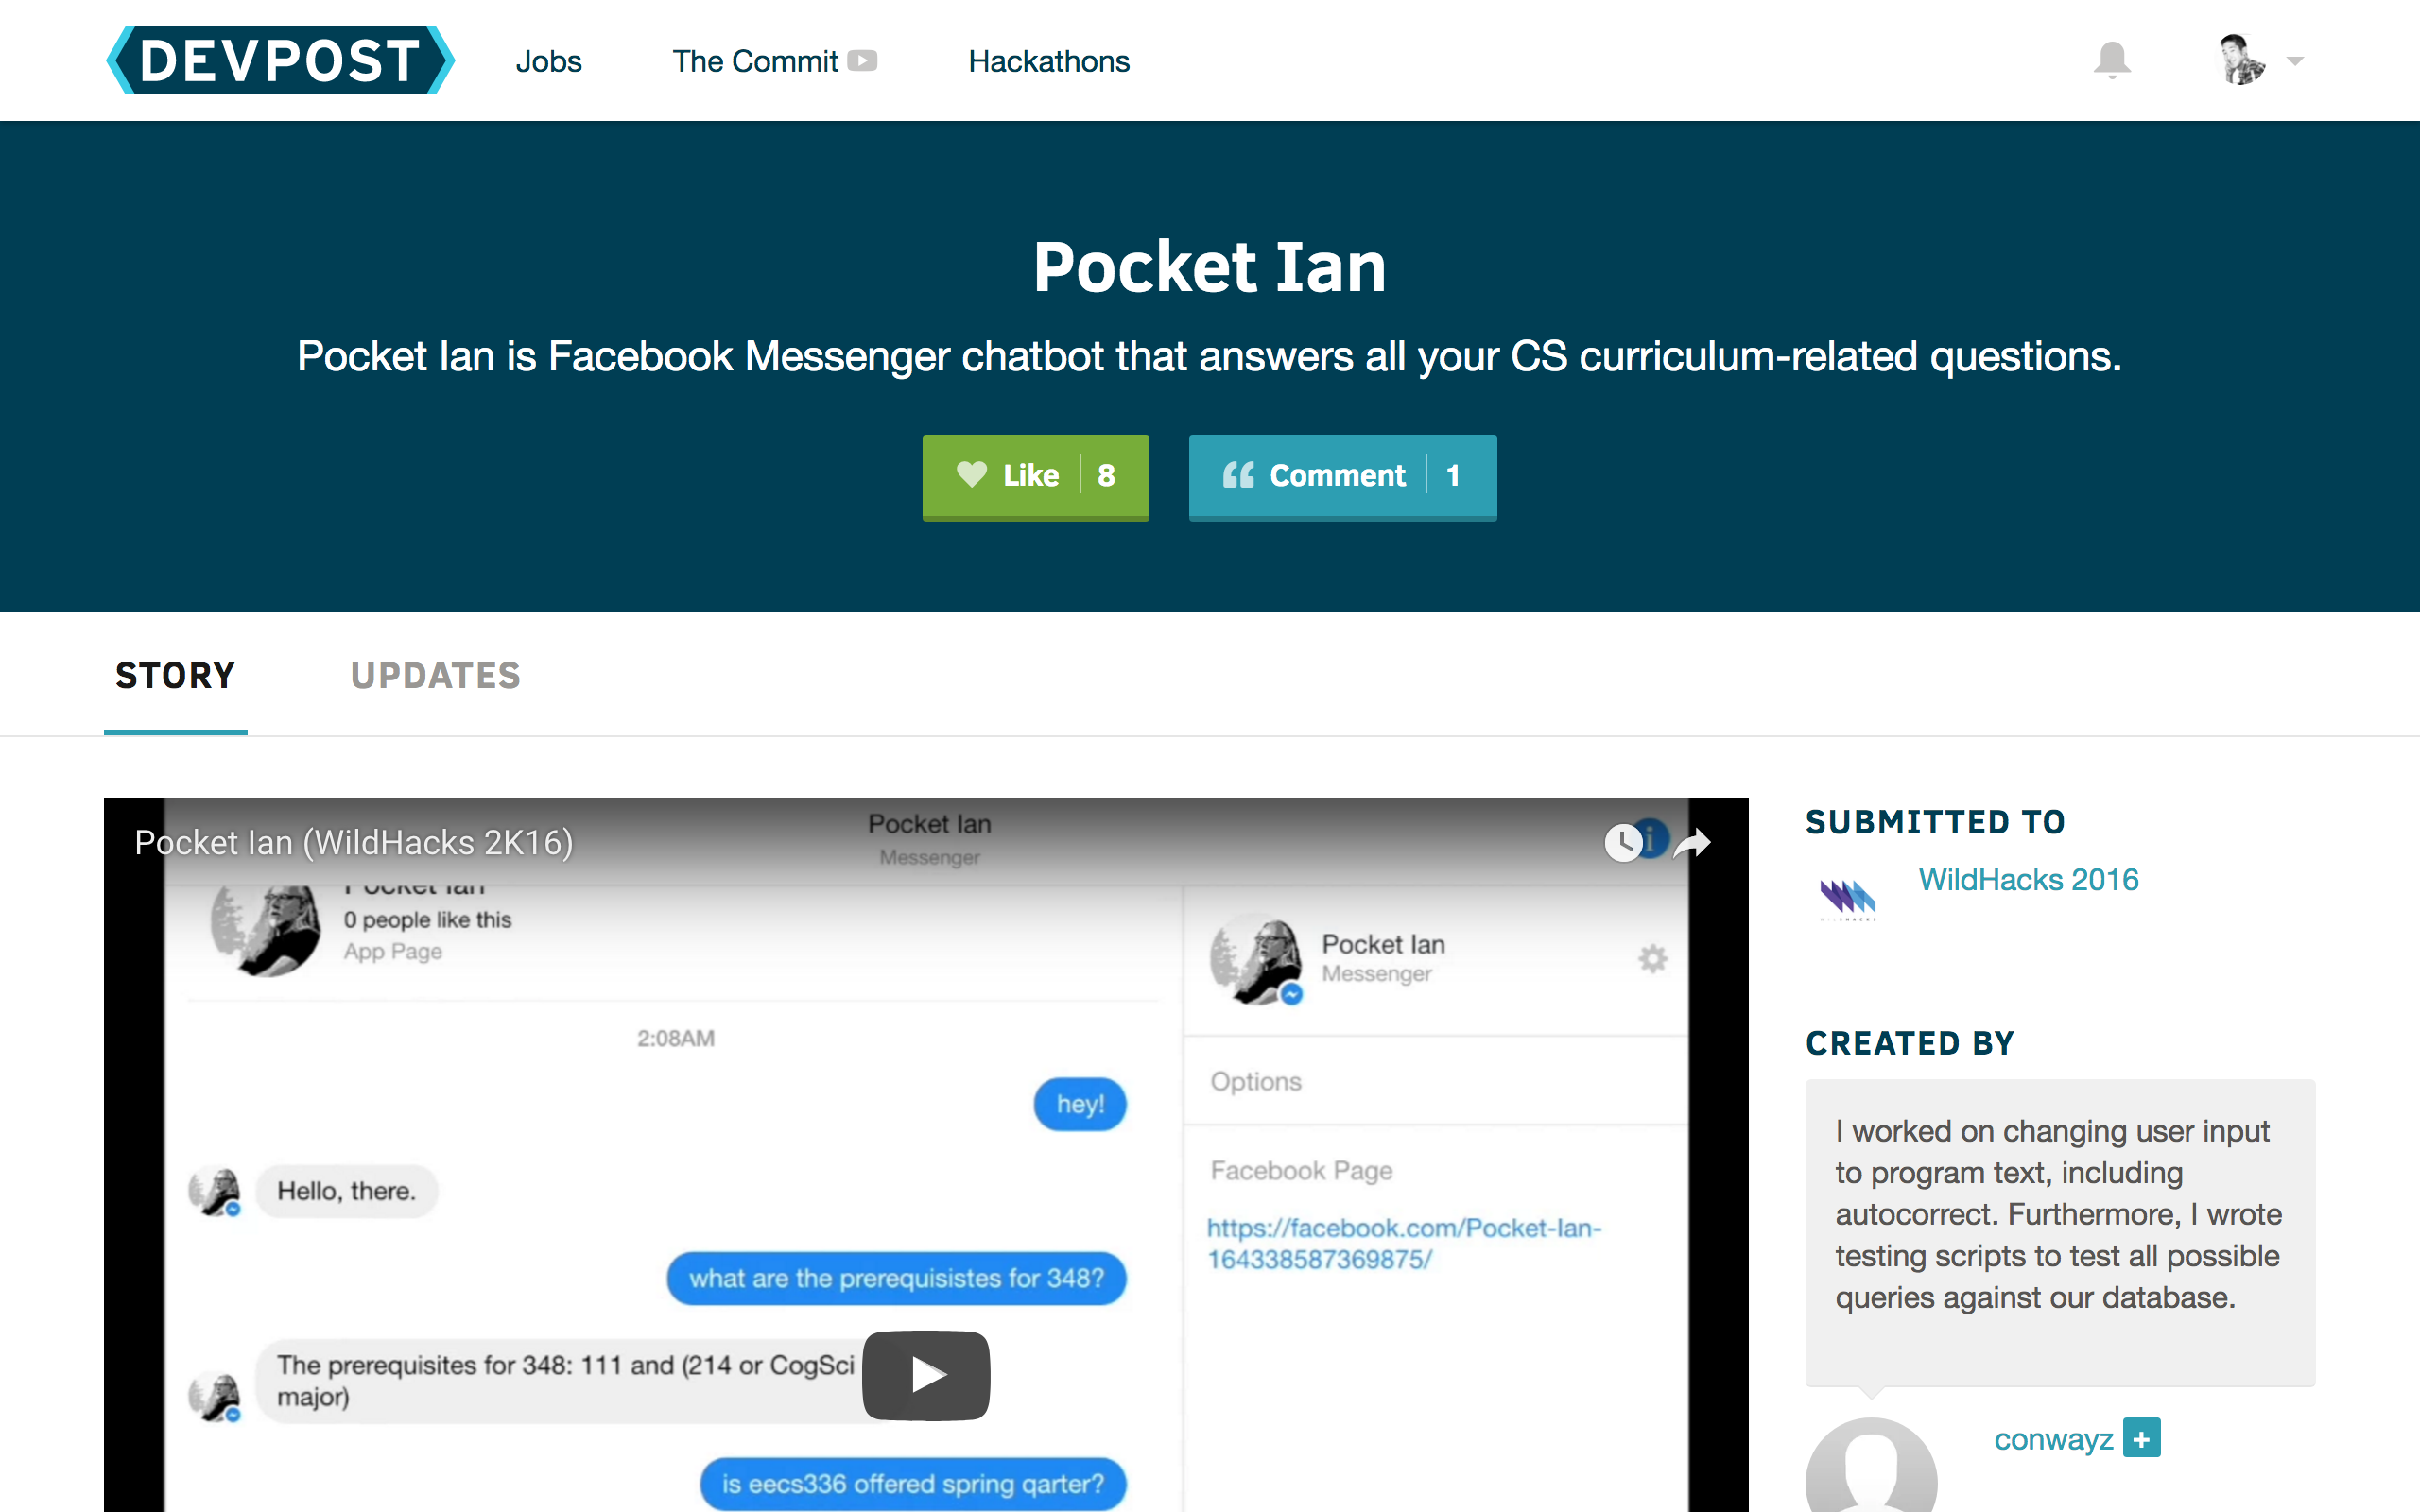 DEVPOST
Jobs
The Commit
Hackathons
Pocket Ian
Pocket Ian is Facebook Messenger chatbot that answers all your CS curriculum-related questions.
Like 8
Comment 1
STORY
UPDATES
Pocket Ian (WildHacks 2K16)
Pocket Ian
Messenger
Pocket Ian
0 people like this
App Page
2:08AM
hey!
Hello, there.
what are the prerequisistes for 348?
The prerequisites for 348: 111 and (214 or CogSci
major)
is eecs336 offered spring qarter?
Pocket Ian
Messenger
Options
Facebook Page
https://facebook.com/Pocket-Ian-
164338587369875/
SUBMITTED TO
WildHacks 2016
WILDHACKS
CREATED BY
I worked on changing user input
to program text, including
autocorrect. Furthermore, I wrote
testing scripts to test all possible
queries against our database.
conwayz